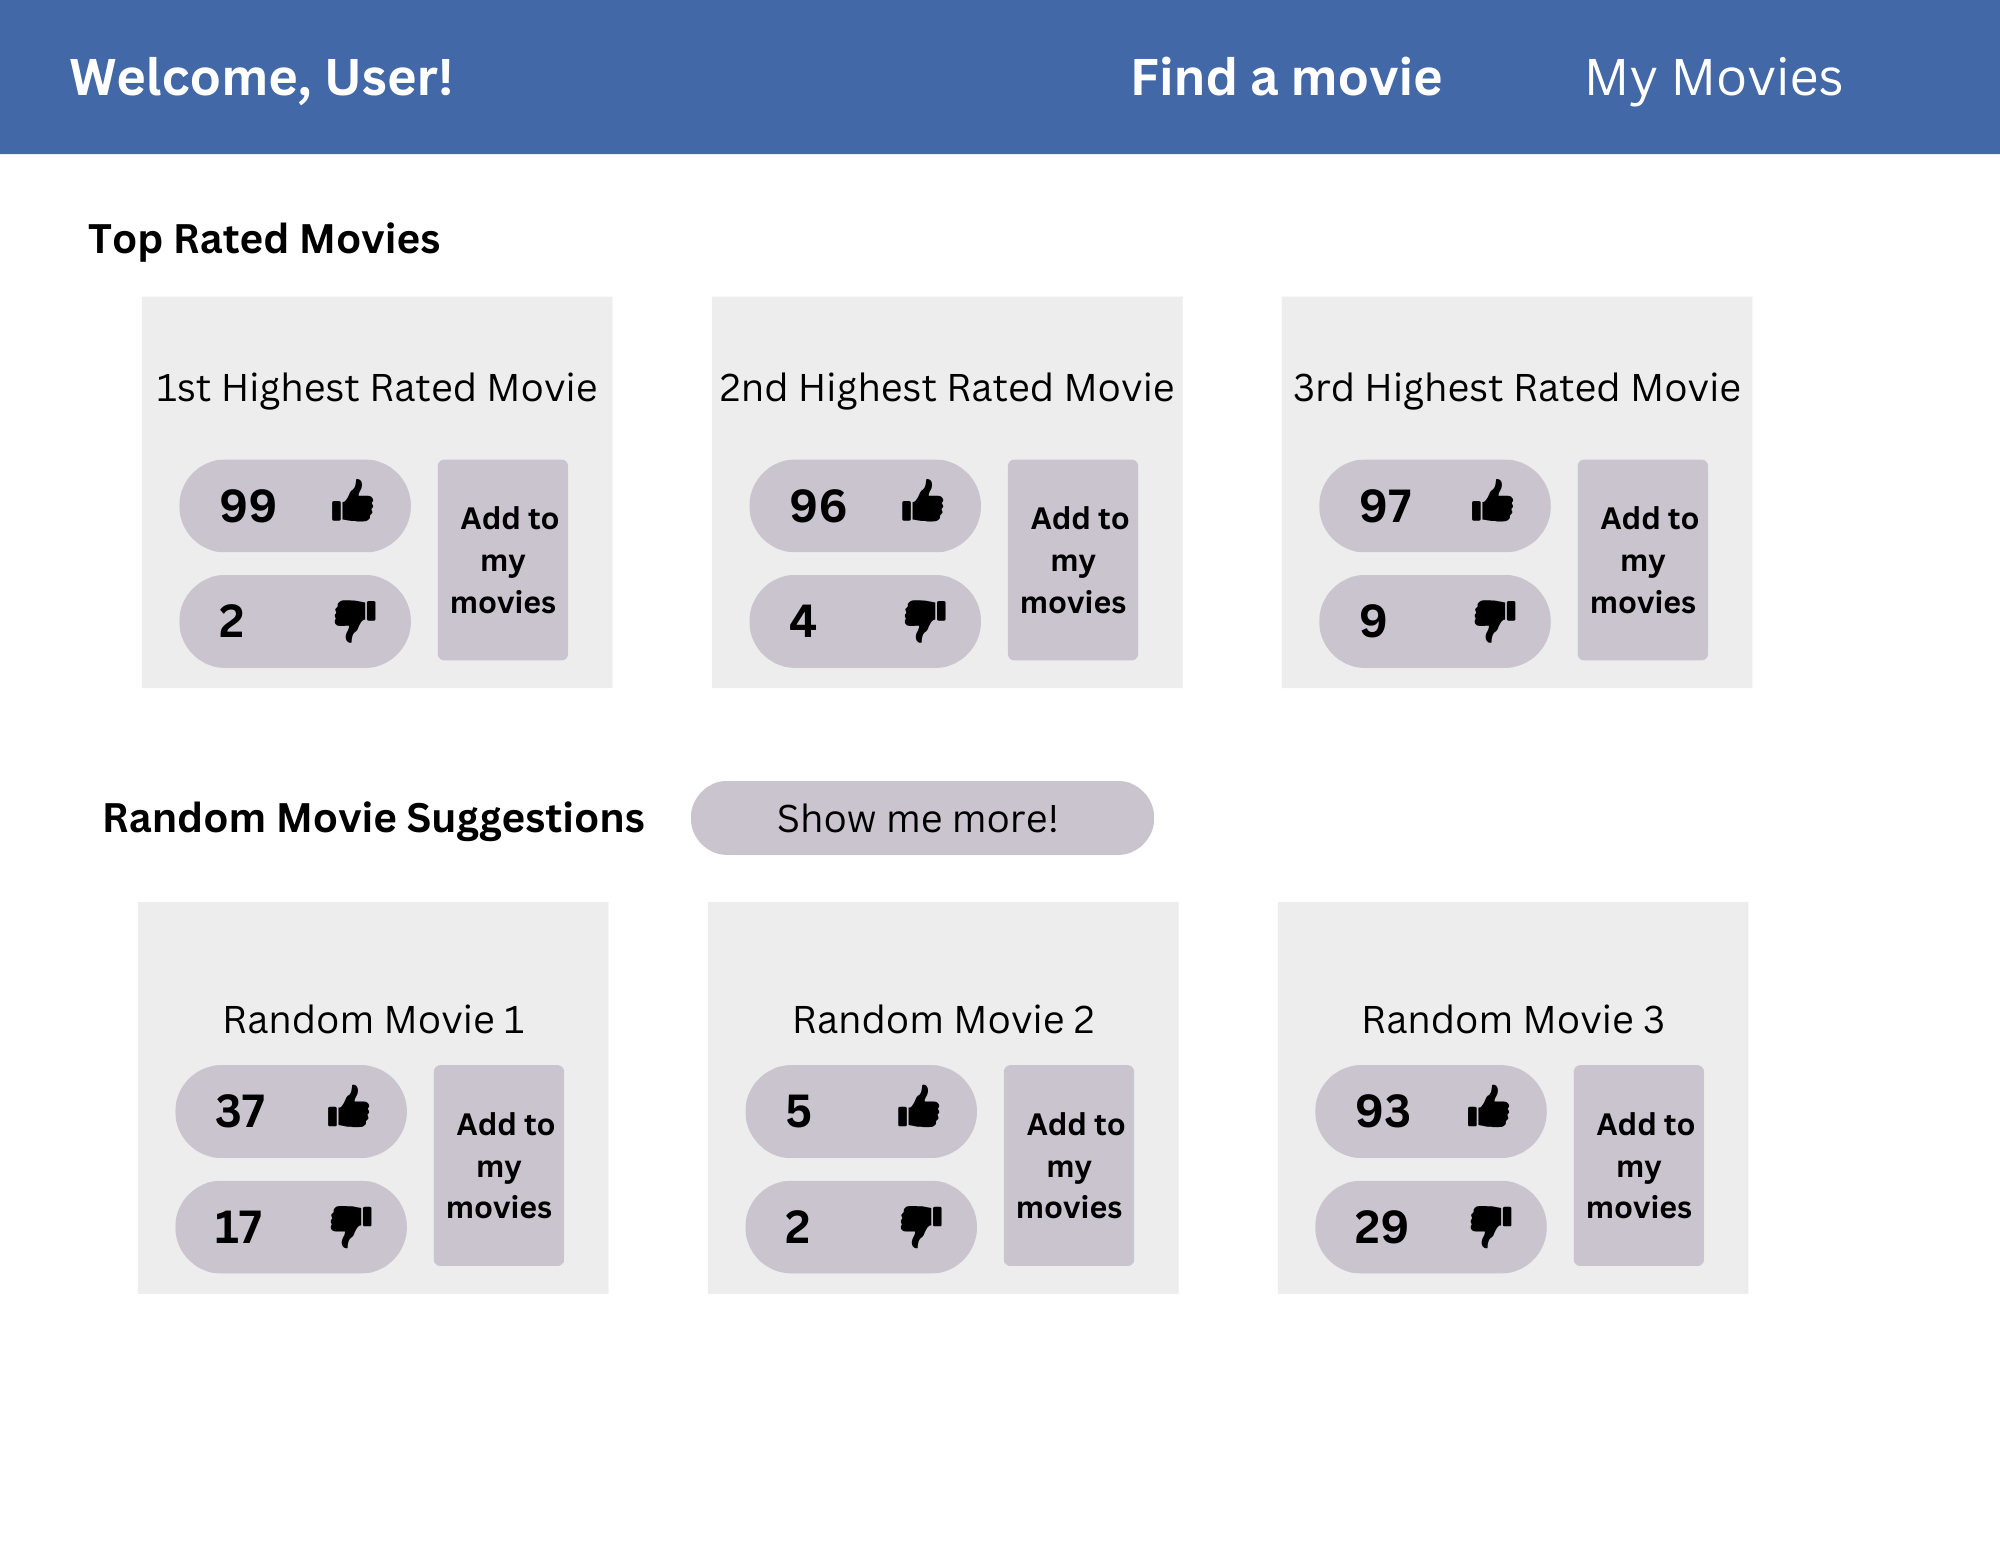 Welcome, User!
Find a movie
My Movies
Top Rated Movies
1st Highest Rated Movie
99
2
Add to
my
movies
2nd Highest Rated Movie
96
4
Add to
my
movies
3rd Highest Rated Movie
97
9
Add to
my
movies
Random Movie Suggestions
Show me more!
Random Movie 1
37
17
Add to
my
movies
Random Movie 2
5
2
Add to
my
movies
Random Movie 3
93
29
Add to
my
movies